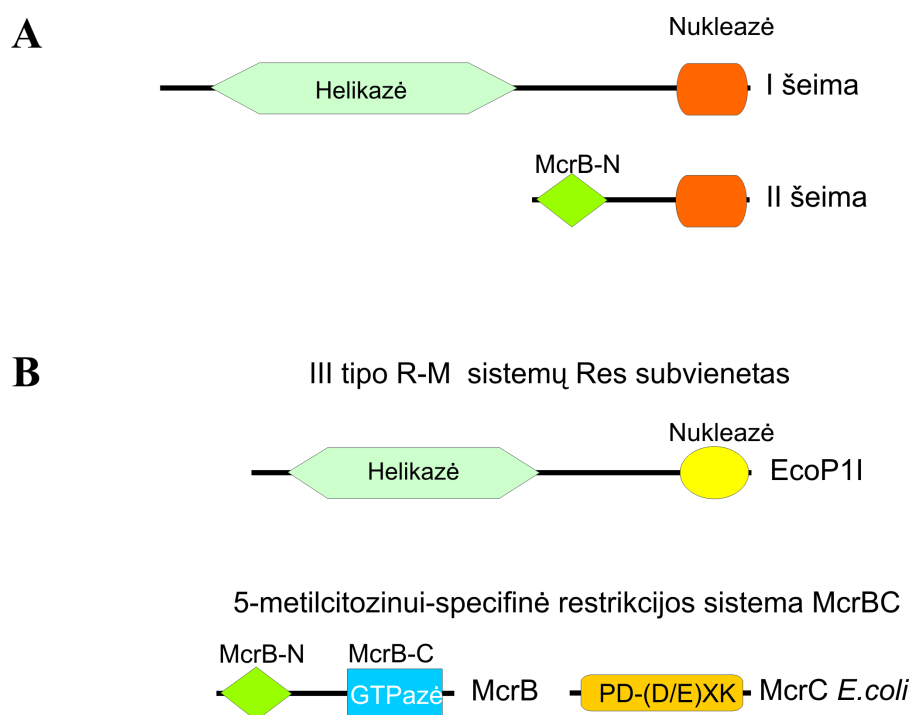 A
Nukleazė
Helikazė
I šeima
McrB-N
II šeima
B
III tipo R-M sistemų Res subvienetas
Nukleazė
Helikazė
EcoP1I
5-metilcitozinui-specifinė restrikcijos sistema McrBC
McrB-N
McrB-C
GTPazė
McrB
PD-(D/E)XK
McrC E.coli